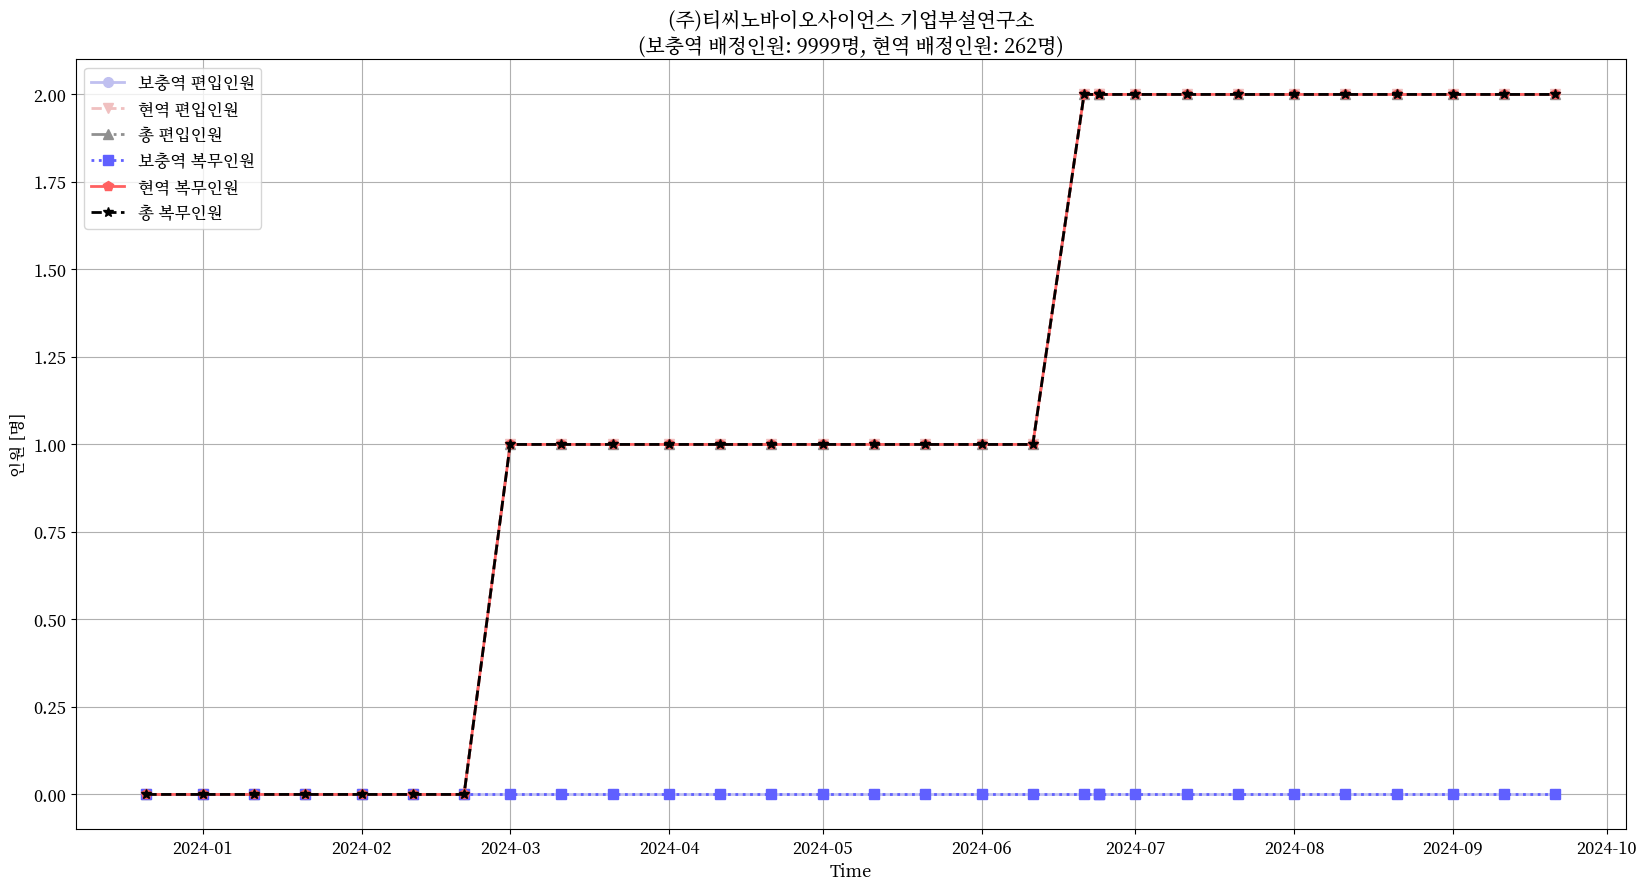 (주)티씨노바이오사이언스 기업부설연구소
(보충역 배정인원: 9999명, 현역 배정인원: 262명)
보충역 편입인원
현역 편입인원
총 편입인원
보충역 복무인원
현역 복무인원
총 복무인원
2.00
1.75
1.50
1.25
1.00
0.75
0.50
0.25
0.00
인원 [명]
2024-01 2024-02 2024-03 2024-04 2024-05 2024-06 2024-07 2024-08 2024-09 2024-10
Time